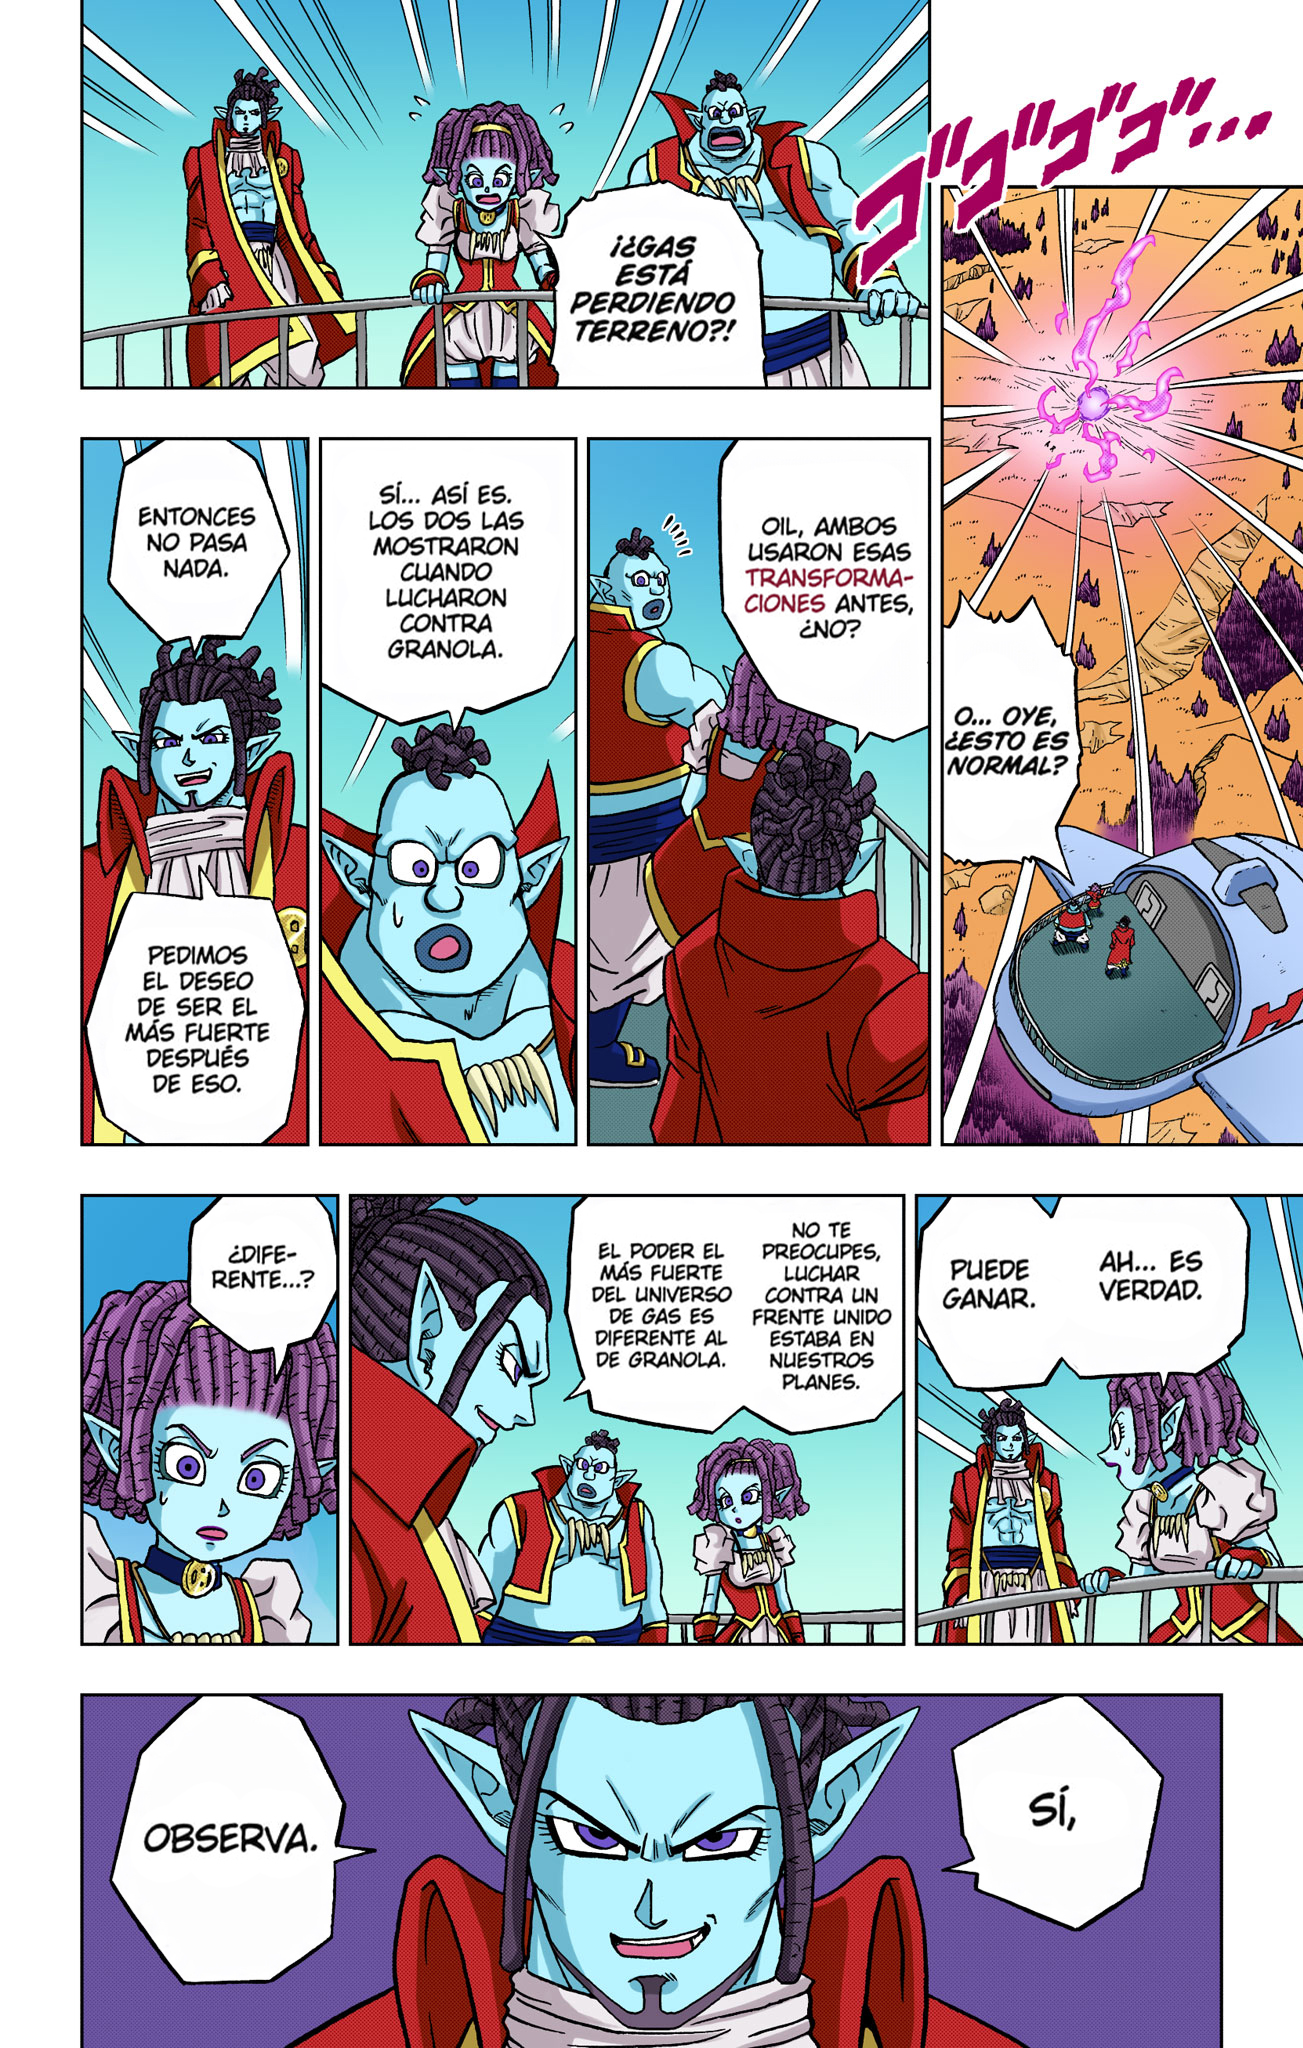 ゴゴゴゴゴ…
O... OYE,
¿ESTO ES
NORMAL?
¡¿GAS
ESTÁ
PERDIENDO
TERRENO?!
OIL, AMBOS
USARON ESAS
TRANSFORMA-
CIONES ANTES,
¿NO?
SÍ... ASÍ ES.
LOS DOS LAS
MOSTRARON
CUANDO
LUCHARON
CONTRA
GRANOLA.
ENTONCES
NO PASA
NADA.
PEDIMOS
EL DESEO
DE SER EL
MÁS FUERTE
DESPUÉS
DE ESO.
AH... ES
VERDAD.
PUEDE
GANAR.
NO TE
PREOCUPES,
LUCHAR
CONTRA UN
FRENTE UNIDO
ESTABA EN
NUESTROS
PLANES.
EL PODER EL
MÁS FUERTE
DEL UNIVERSO
DE GAS ES
DIFERENTE AL
DE GRANOLA.
¿DIFE-
RENTE...?
SÍ,
OBSERVA.